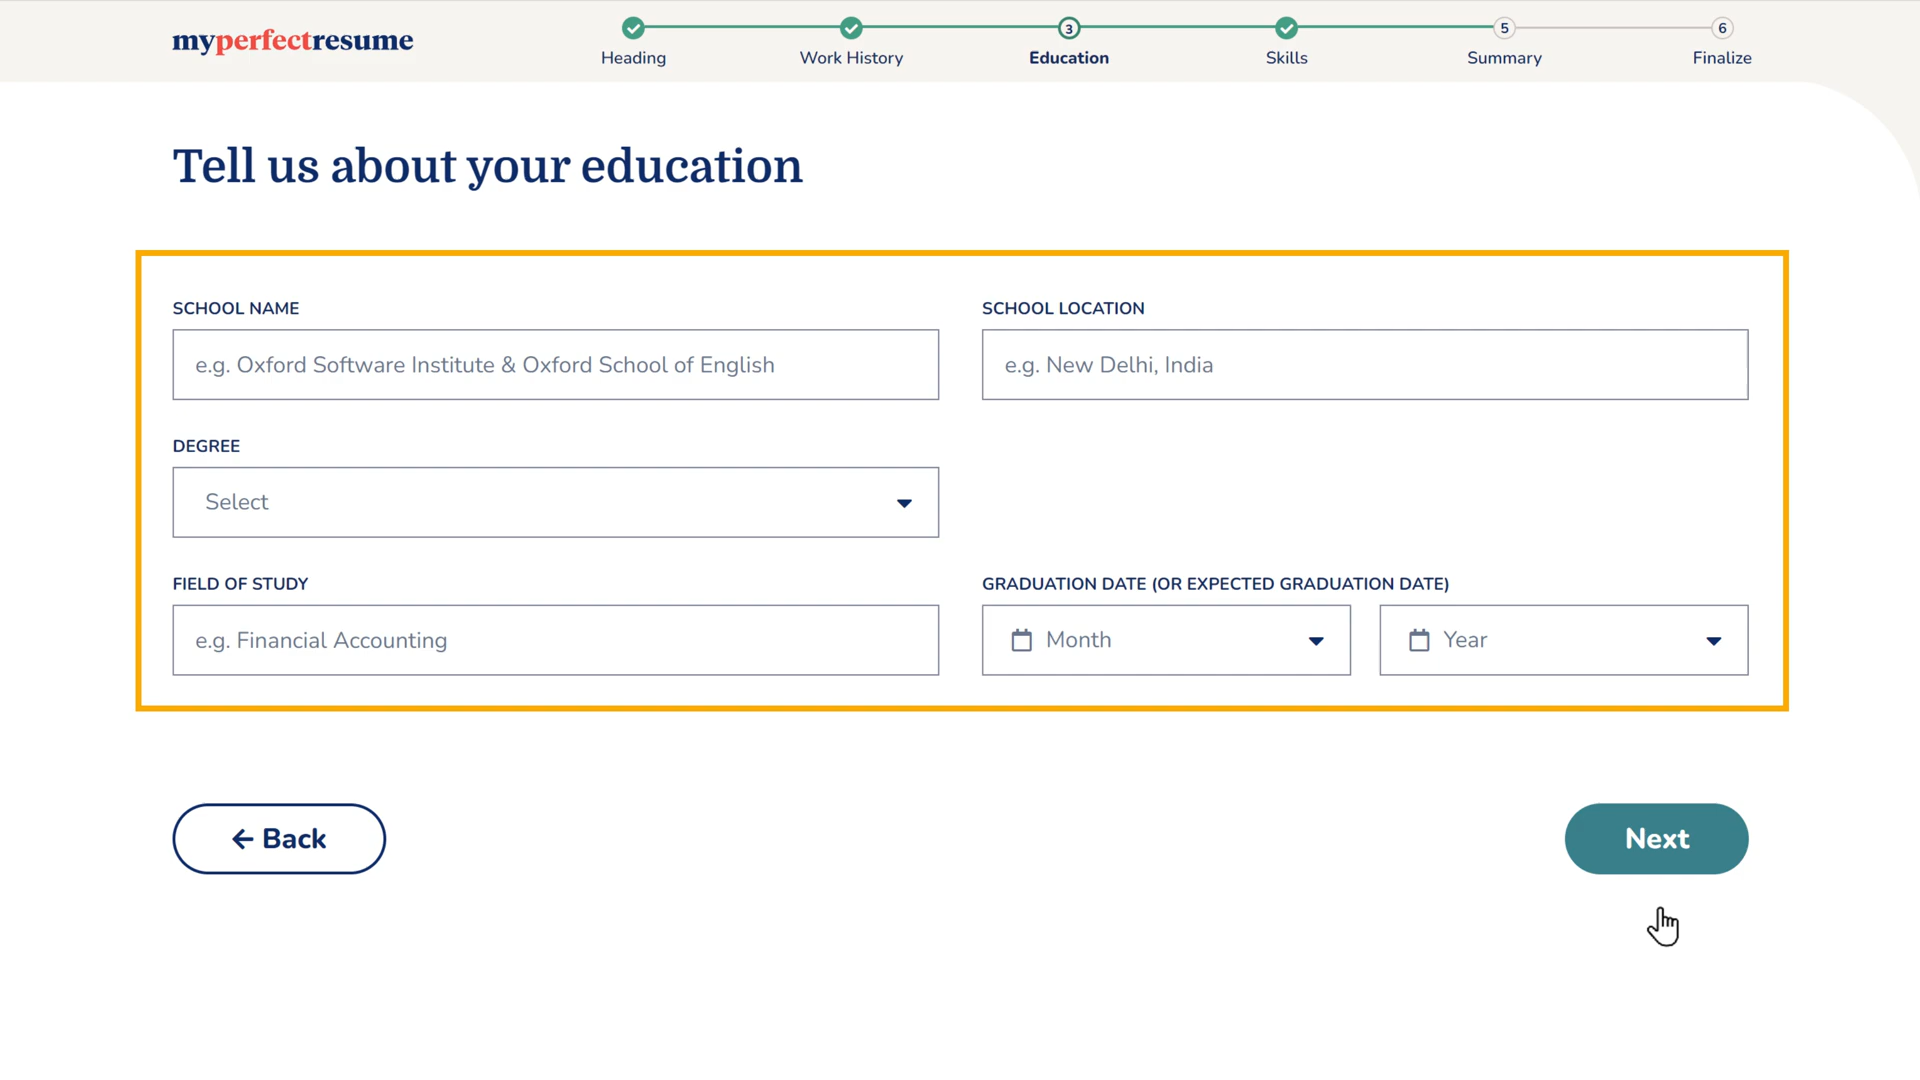 myperfectresume
3
5
6
Heading
Work History
Education
Skills
Summary
Finalize
Tell us about your education
SCHOOL NAME
SCHOOL LOCATION
e.g. Oxford Software Institute & Oxford School of English
e.g. New Delhi, India
DEGREE
Select
FIELD OF STUDY
GRADUATION DATE (OR EXPECTED GRADUATION DATE)
e.g. Financial Accounting
Month
Year
Back
Next